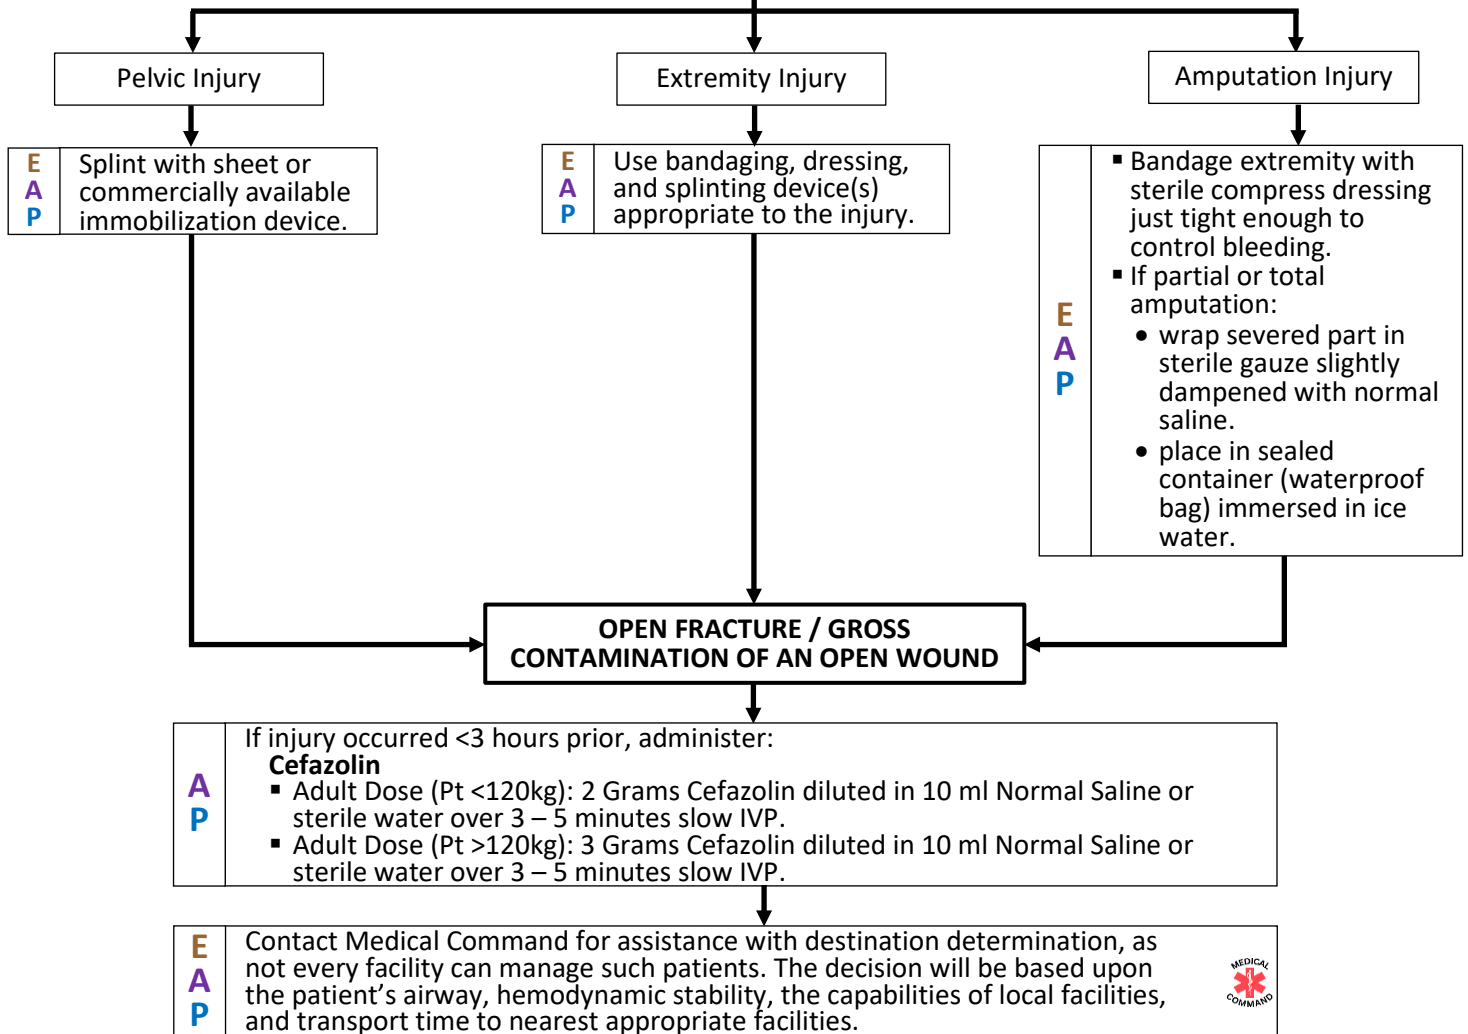 Pelvic Injury
Extremity Injury
Amputation Injury
E
A
P
Splint with sheet or
commercially available
immobilization device.
E
A
P
Use bandaging, dressing,
and splinting device(s)
appropriate to the injury.
E
A
P
▪ Bandage extremity with
sterile compress dressing
just tight enough to
control bleeding.
▪ If partial or total
amputation:
• wrap severed part in
sterile gauze slightly
dampened with normal
saline.
• place in sealed
container (waterproof
bag) immersed in ice
water.
OPEN FRACTURE / GROSS
CONTAMINATION OF AN OPEN WOUND
A
P
If injury occurred <3 hours prior, administer:
Cefazolin
▪ Adult Dose (Pt <120kg): 2 Grams Cefazolin diluted in 10 ml Normal Saline or
sterile water over 3 – 5 minutes slow IVP.
▪ Adult Dose (Pt >120kg): 3 Grams Cefazolin diluted in 10 ml Normal Saline or
sterile water over 3 – 5 minutes slow IVP.
E
A
P
Contact Medical Command for assistance with destination determination, as
not every facility can manage such patients. The decision will be based upon
the patient’s airway, hemodynamic stability, the capabilities of local facilities,
and transport time to nearest appropriate facilities.
MEDICAL
COMMAND